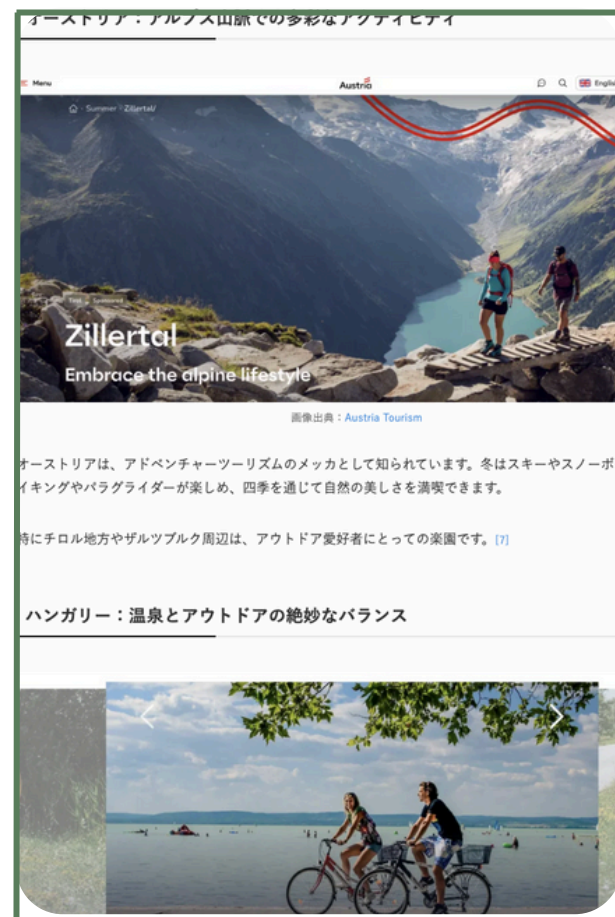 オーストリア：アルプス山脈での多彩なアクティビティ
Menu
Austria
Englis
Summer · Zillertal/
Tirol
Sponsored
Zillertal
Embrace the alpine lifestyle
画像出典：Austria Tourism
オーストリアは、アドベンチャーツーリズムのメッカとして知られています。冬はスキーやスノーボ
イキングやパラグライダーが楽しめ、四季を通じて自然の美しさを満喫できます。
特にチロル地方やザルツブルク周辺は、アウトドア愛好者にとっての楽園です。[7]
ハンガリー：温泉とアウトドアの絶妙なバランス